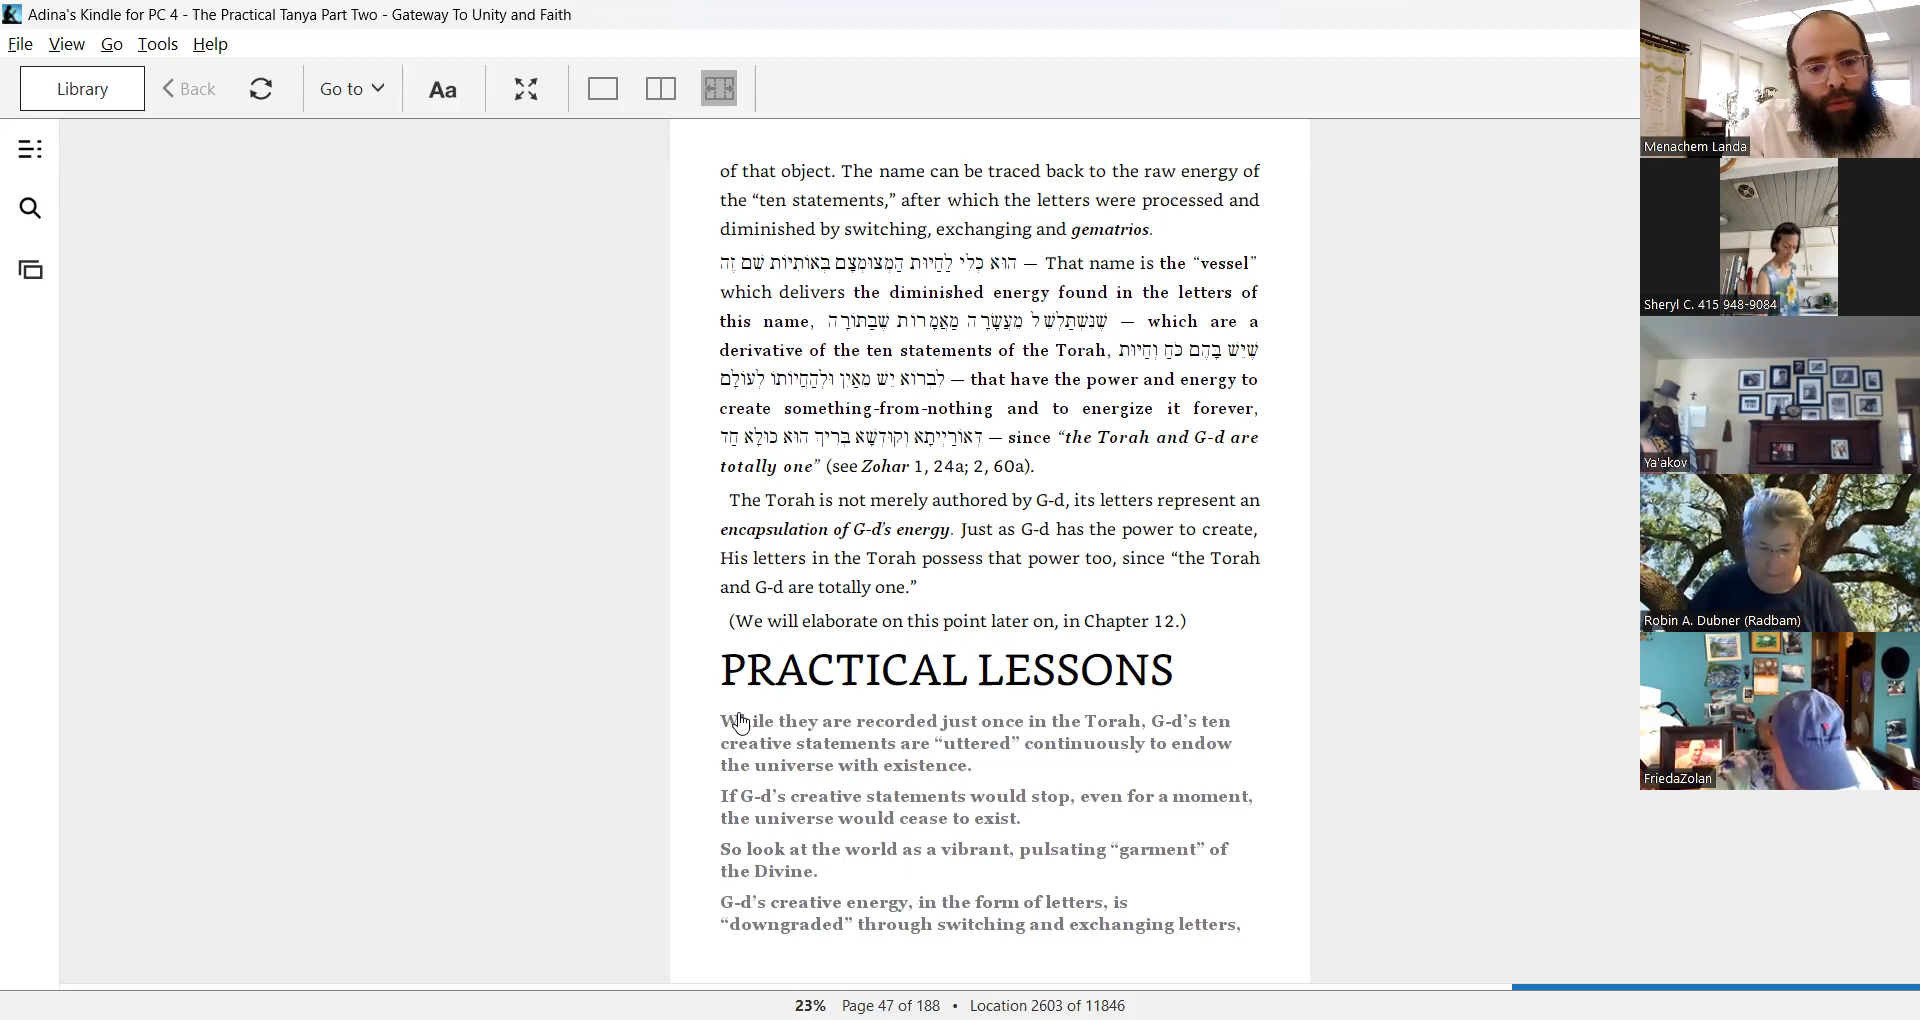 Adina's Kindle for PC 4 - The Practical Tanya Part Two - Gateway To Unity and Faith
File View Go Tools Help
Library Back Go to Aa
of that object. The name can be traced back to the raw energy of
the “ten statements,” after which the letters were processed and
diminished by switching, exchanging and gematrios.
הוּא כְּלִי לַחַיּוּת הַמְצוּמְצָם בְּאוֹתִיּוֹת שֵׁם זֶה — That name is the “vessel”
which delivers the diminished energy found in the letters of
this name, שֶׁנִּשְׁתַּלְשֵׁל מֵעֲשָׂרָה מַאֲמָרוֹת שֶׁבַּתּוֹרָה — which are a
derivative of the ten statements of the Torah, שֶׁיֵּשׁ בָּהֶם כֹּחַ וְחַיּוּת
לִבְרוֹא יֵשׁ מֵאַיִן וּלְהַחֲיוֹתוֹ לְעוֹלָם — that have the power and energy to
create something-from-nothing and to energize it forever,
דְּאוֹרַיְיתָא וְקוּדְשָׁא בְּרִיךְ הוּא כּוּלָּא חַד — since “the Torah and G-d are
totally one” (see Zohar 1, 24a; 2, 60a).
The Torah is not merely authored by G-d, its letters represent an
encapsulation of G-d’s energy. Just as G-d has the power to create,
His letters in the Torah possess that power too, since “the Torah
and G-d are totally one.”
(We will elaborate on this point later on, in Chapter 12.)
PRACTICAL LESSONS
While they are recorded just once in the Torah, G-d’s ten
creative statements are “uttered” continuously to endow
the universe with existence.
If G-d’s creative statements would stop, even for a moment,
the universe would cease to exist.
So look at the world as a vibrant, pulsating “garment” of
the Divine.
G-d’s creative energy, in the form of letters, is
“downgraded” through switching and exchanging letters,
23% Page 47 of 188 • Location 2603 of 11846
Menachem Landa
Sheryl C. 415 948-9084
Ya'akov
Robin A. Dubner (Radbam)
FriedaZolan